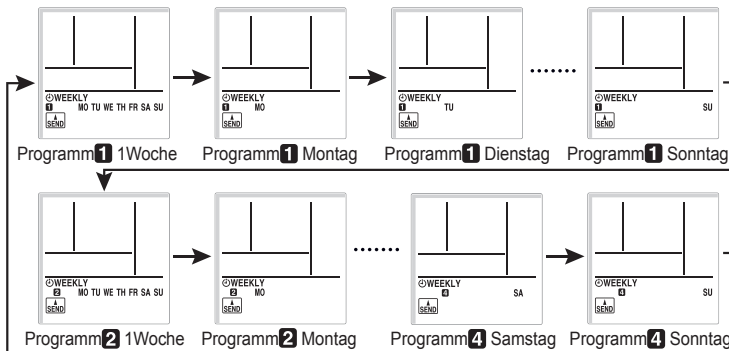 WEEKLY
1 MO TU WE TH FR SA SU
SEND
Programm 1 1Woche
WEEKLY
1 MO
SEND
Programm 1 Montag
WEEKLY
1 TU
SEND
Programm 1 Dienstag
········
WEEKLY
1 SU
SEND
Programm 1 Sonntag
WEEKLY
2 MO TU WE TH FR SA SU
SEND
Programm 2 1Woche
WEEKLY
2 MO
SEND
Programm 2 Montag
········
WEEKLY
4 SA
SEND
Programm 4 Samstag
WEEKLY
4 SU
SEND
Programm 4 Sonntag